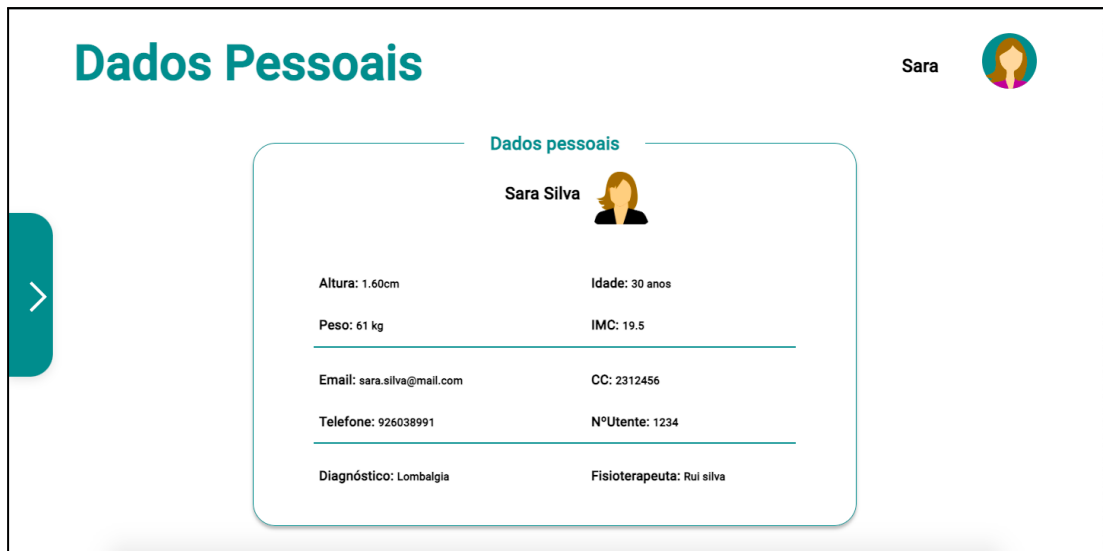 Dados Pessoais
Sara
Dados pessoais
Sara Silva
Altura: 1.60cm
Idade: 30 anos
Peso: 61 kg
IMC: 19.5
Email: sara.silva@mail.com
CC: 2312456
Telefone: 926038991
NºUtente: 1234
Diagnóstico: Lombalgia
Fisioterapeuta: Rui silva